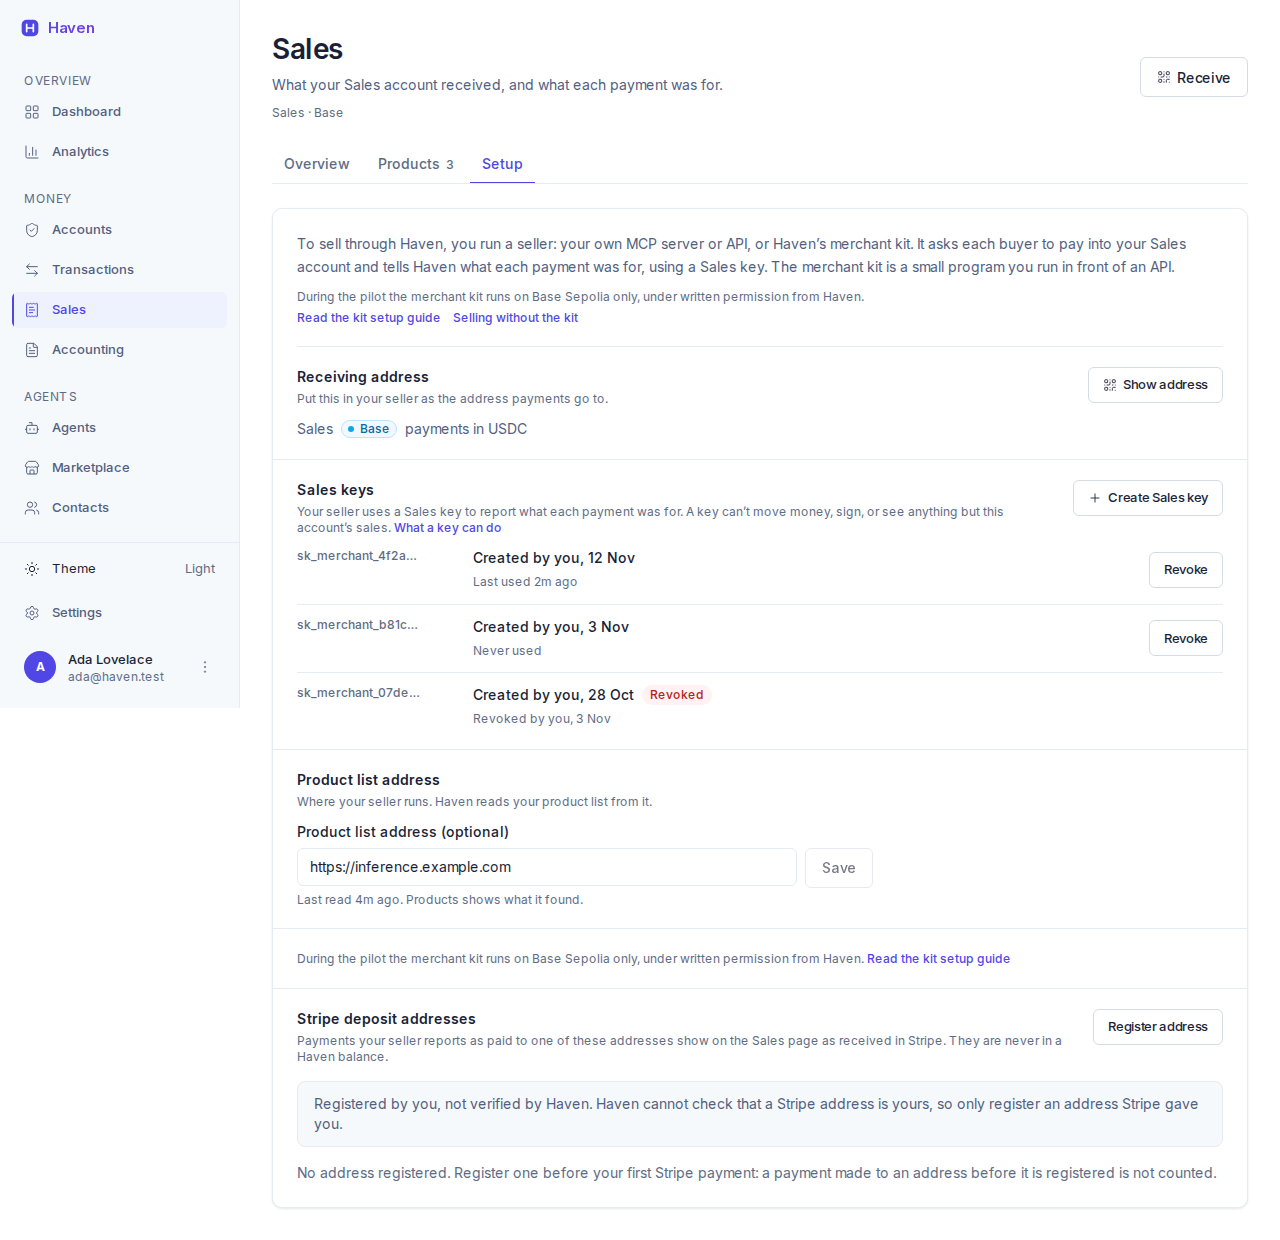 Haven
OVERVIEW
Dashboard
Analytics
MONEY
Accounts
Transactions
Sales
Accounting
AGENTS
Agents
Marketplace
Contacts
Theme Light
Settings
A
Ada Lovelace
ada@haven.test
Sales
What your Sales account received, and what each payment was for.
Sales · Base
Receive
Overview Products 3 Setup
To sell through Haven, you run a seller: your own MCP server or API, or Haven’s merchant kit. It asks each buyer to pay into your Sales
account and tells Haven what each payment was for, using a Sales key. The merchant kit is a small program you run in front of an API.
During the pilot the merchant kit runs on Base Sepolia only, under written permission from Haven.
Read the kit setup guide Selling without the kit
Receiving address
Put this in your seller as the address payments go to.
Show address
Sales Base payments in USDC
Sales keys
Your seller uses a Sales key to report what each payment was for. A key can’t move money, sign, or see anything but this
account’s sales. What a key can do
Create Sales key
sk_merchant_4f2a… Created by you, 12 Nov
Last used 2m ago
Revoke
sk_merchant_b81c… Created by you, 3 Nov
Never used
Revoke
sk_merchant_07de… Created by you, 28 Oct Revoked
Revoked by you, 3 Nov
Product list address
Where your seller runs. Haven reads your product list from it.
Product list address (optional)
https://inference.example.com Save
Last read 4m ago. Products shows what it found.
During the pilot the merchant kit runs on Base Sepolia only, under written permission from Haven. Read the kit setup guide
Stripe deposit addresses
Payments your seller reports as paid to one of these addresses show on the Sales page as received in Stripe. They are never in a
Haven balance.
Register address
Registered by you, not verified by Haven. Haven cannot check that a Stripe address is yours, so only register an address Stripe gave
you.
No address registered. Register one before your first Stripe payment: a payment made to an address before it is registered is not counted.